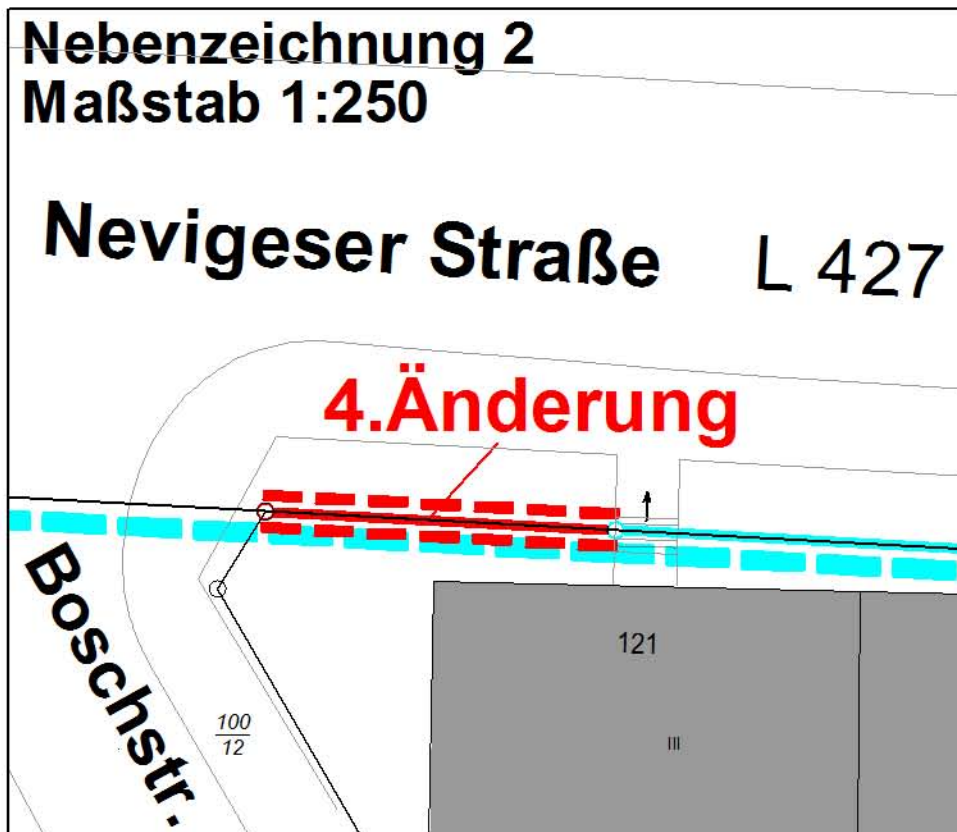 Nebenzeichnung 2
Maßstab 1:250
Nevigeser Straße L 427
4.Änderung
Boschstr.
121
100
12
III